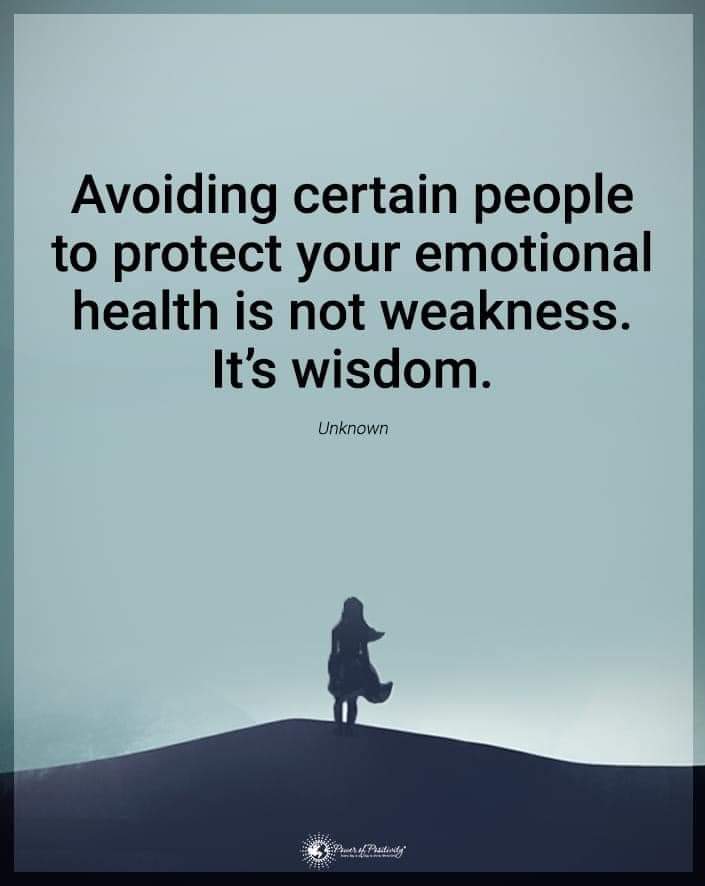 Avoiding certain people
to protect your emotional
health is not weakness.
It’s wisdom.
Unknown
Power of Positivity